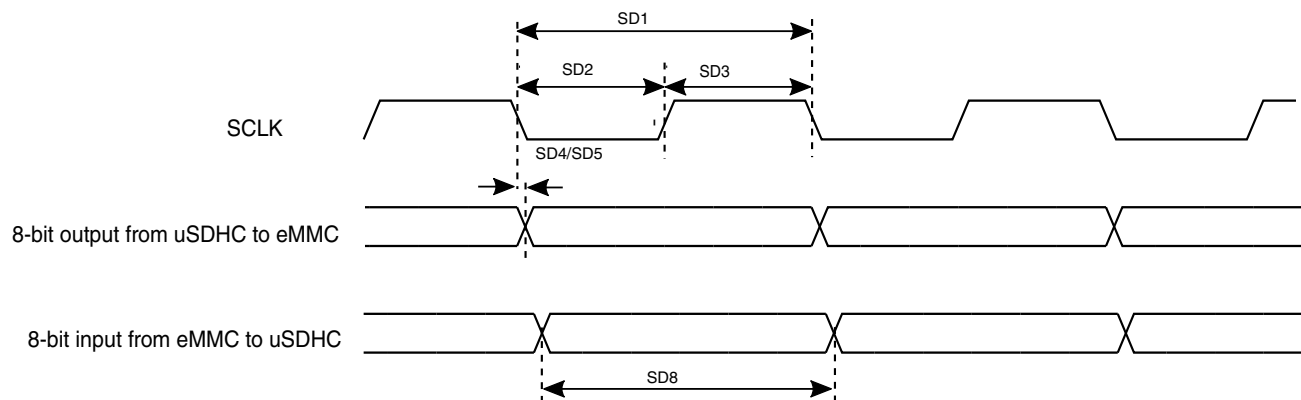 SD1
SD2
SD3
SCLK
SD4/SD5
8-bit output from uSDHC to eMMC
8-bit input from eMMC to uSDHC
SD8